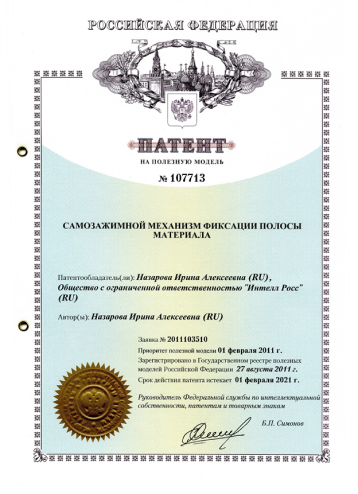 РОССИЙСКАЯ ФЕДЕРАЦИЯ
ПАТЕНТ
НА ПОЛЕЗНУЮ МОДЕЛЬ
№ 107713
САМОЗАЖИМНОЙ МЕХАНИЗМ ФИКСАЦИИ ПОЛОСЫ
МАТЕРИАЛА
Патентообладатель(ли): Назарова Ирина Алексеевна (RU),
Общество с ограниченной ответственностью "Интелл Росс"
(RU)
Автор(ы): Назарова Ирина Алексеевна (RU)
Заявка № 2011103510
Приоритет полезной модели 01 февраля 2011 г.
Зарегистрировано в Государственном реестре полезных
моделей Российской Федерации 27 августа 2011 г.
Срок действия патента истекает 01 февраля 2021 г.
Руководитель Федеральной службы по интеллектуальной
собственности, патентам и товарным знакам
Б.П. Симонов